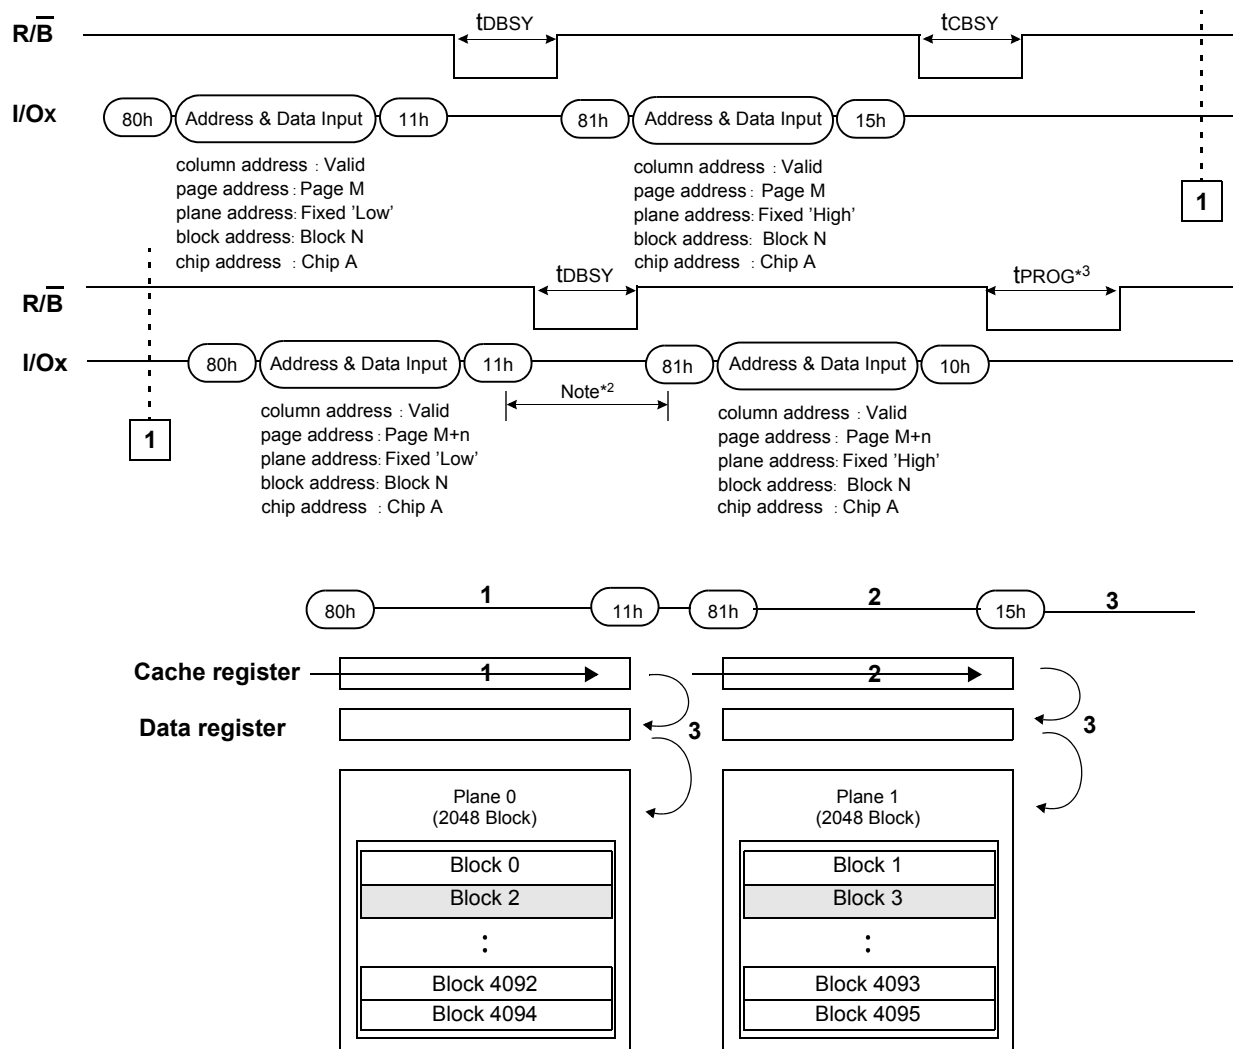 tDBSY
tCBSY
R/B
I/Ox
80h
Address & Data Input
11h
81h
Address & Data Input
15h
column address : Valid
page address : Page M
plane address: Fixed 'Low'
block address: Block N
chip address : Chip A
column address : Valid
page address : Page M
plane address: Fixed 'High'
block address: Block N
chip address : Chip A
1
tDBSY
tPROG*3
R/B
I/Ox
80h
Address & Data Input
11h
81h
Address & Data Input
10h
Note*2
1
column address : Valid
page address : Page M+n
plane address: Fixed 'Low'
block address: Block N
chip address : Chip A
column address : Valid
page address : Page M+n
plane address: Fixed 'High'
block address: Block N
chip address : Chip A
80h
1
11h
81h
2
15h
3
Cache register
1
2
Data register
3
3
Plane 0
(2048 Block)
Block 0
Block 2
:
Block 4092
Block 4094
Plane 1
(2048 Block)
Block 1
Block 3
:
Block 4093
Block 4095